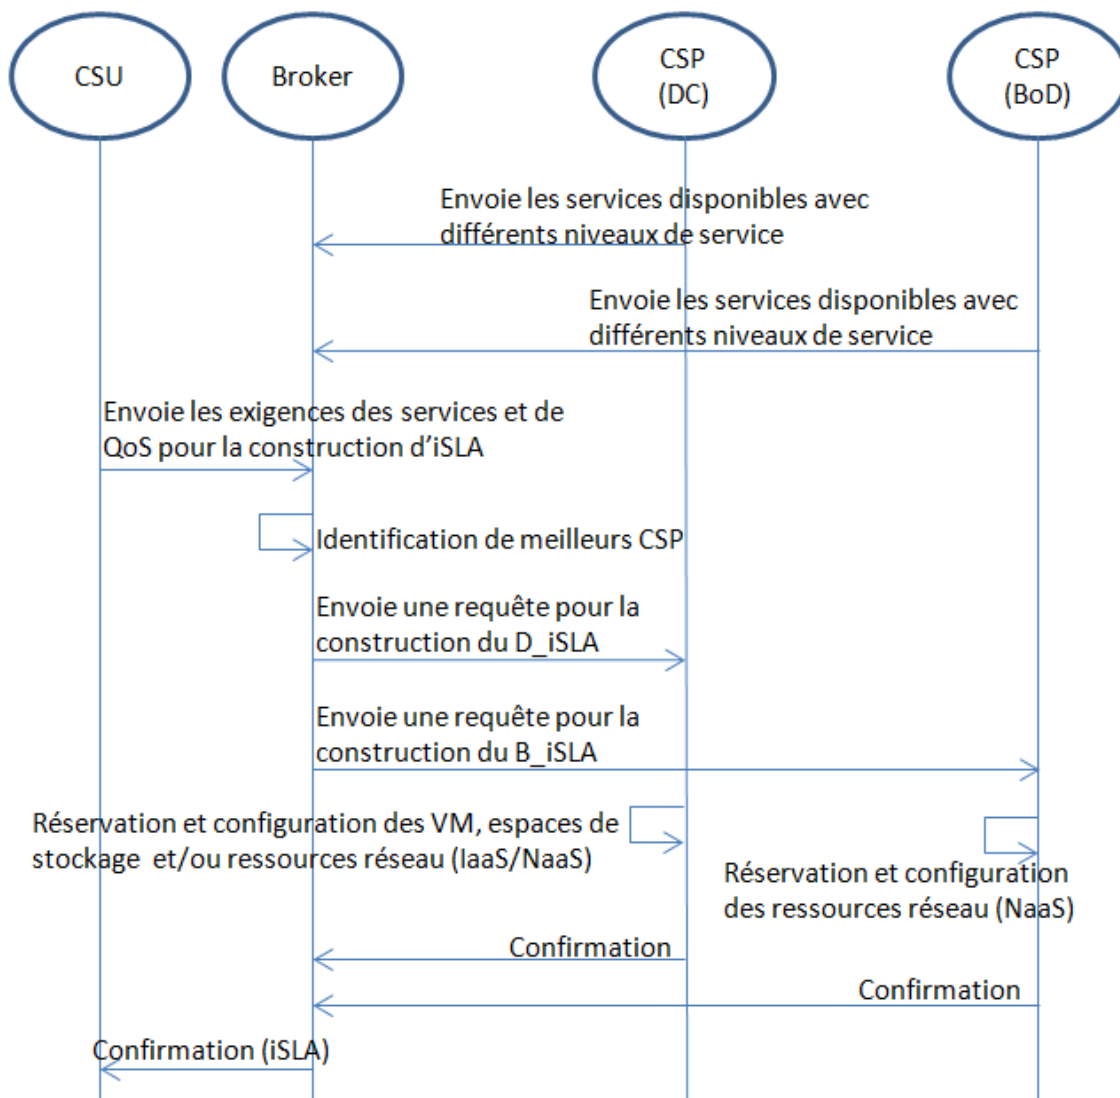 CSU
Broker
CSP
(DC)
CSP
(BoD)
Envoie les services disponibles avec
différents niveaux de service
Envoie les services disponibles avec
différents niveaux de service
Envoie les exigences des services et de
QoS pour la construction d’iSLA
Identification de meilleurs CSP
Envoie une requête pour la
construction du D_iSLA
Envoie une requête pour la
construction du B_iSLA
Réservation et configuration des VM, espaces de
stockage et/ou ressources réseau (IaaS/NaaS)
Réservation et configuration
des ressources réseau (NaaS)
Confirmation
Confirmation
Confirmation (iSLA)